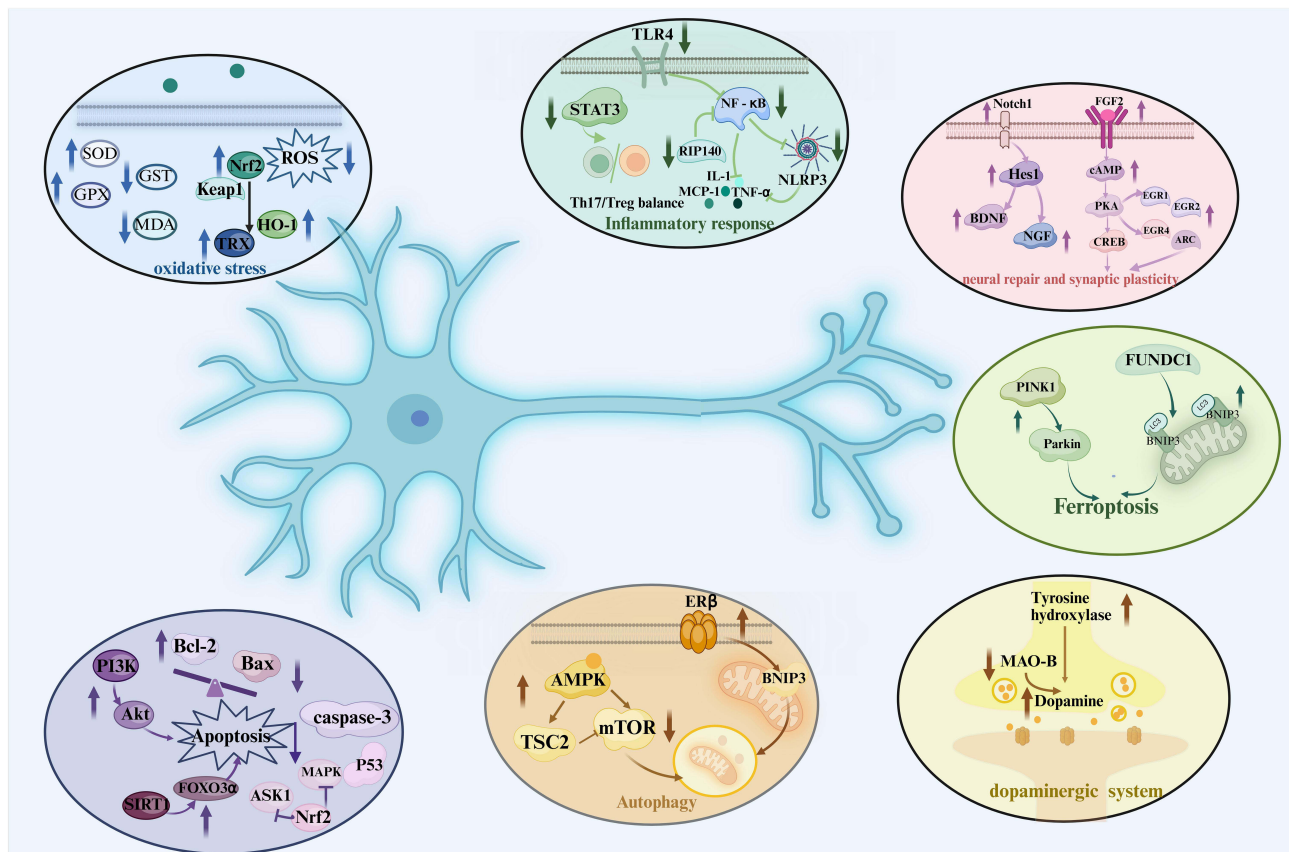 SOD
GPX
GST
MDA
Nrf2
Keap1
ROS
HO-1
TRX
oxidative stress
TLR4
STAT3
NF - κB
RIP140
NLRP3
IL-1
MCP-1
TNF-α
Th17/Treg balance
Inflammatory response
Notch1
FGF2
Hes1
cAMP
BDNF
NGF
PKA
EGR1
EGR2
EGR4
CREB
ARC
neural repair and synaptic plasticity
FUNDC1
PINK1
Parkin
LC3
BNIP3
LC3
BNIP3
Ferroptosis
PI3K
Akt
Bcl-2
Bax
Apoptosis
caspase-3
SIRT1
FOXO3α
ASK1
MAPK
P53
Nrf2
ERβ
AMPK
TSC2
mTOR
BNIP3
Autophagy
Tyrosine
hydroxylase
MAO-B
Dopamine
dopaminergic system